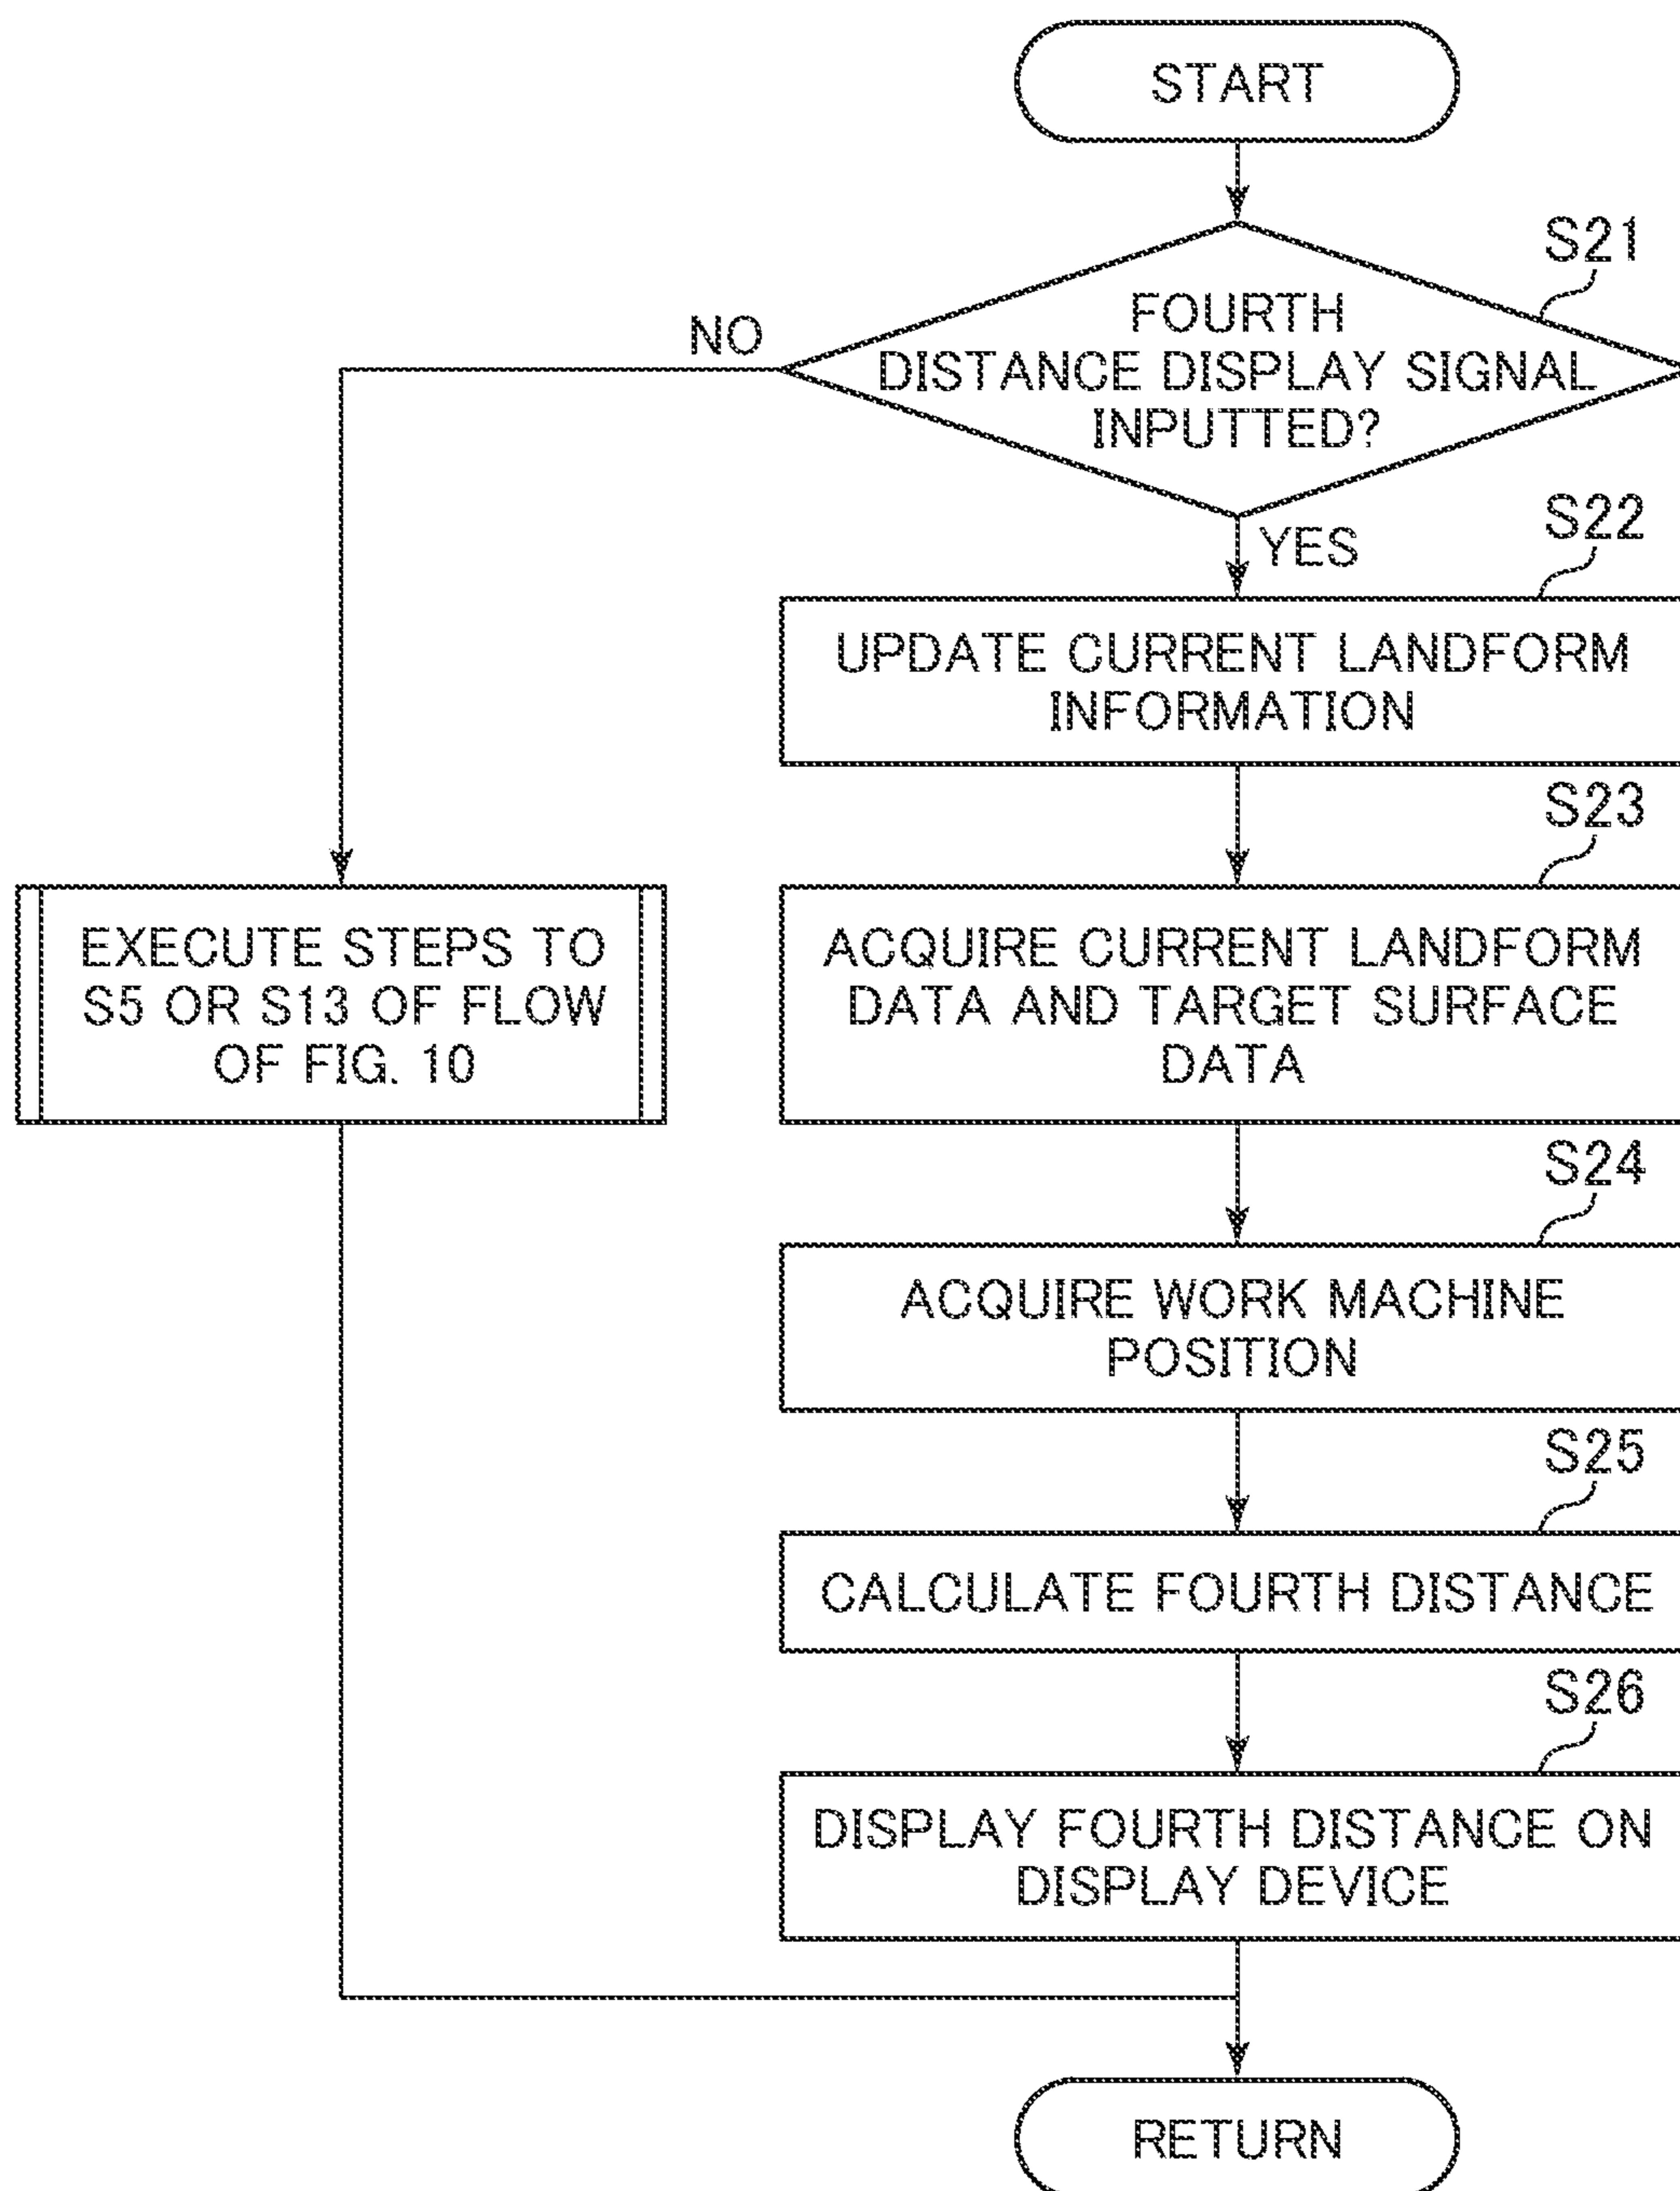 START
S21
FOURTH
DISTANCE DISPLAY SIGNAL
INPUTTED?
NO
YES
S22
UPDATE CURRENT LANDFORM
INFORMATION
S23
EXECUTE STEPS TO
S5 OR S13 OF FLOW
OF FIG. 10
ACQUIRE CURRENT LANDFORM
DATA AND TARGET SURFACE
DATA
S24
ACQUIRE WORK MACHINE
POSITION
S25
CALCULATE FOURTH DISTANCE
S26
DISPLAY FOURTH DISTANCE ON
DISPLAY DEVICE
RETURN